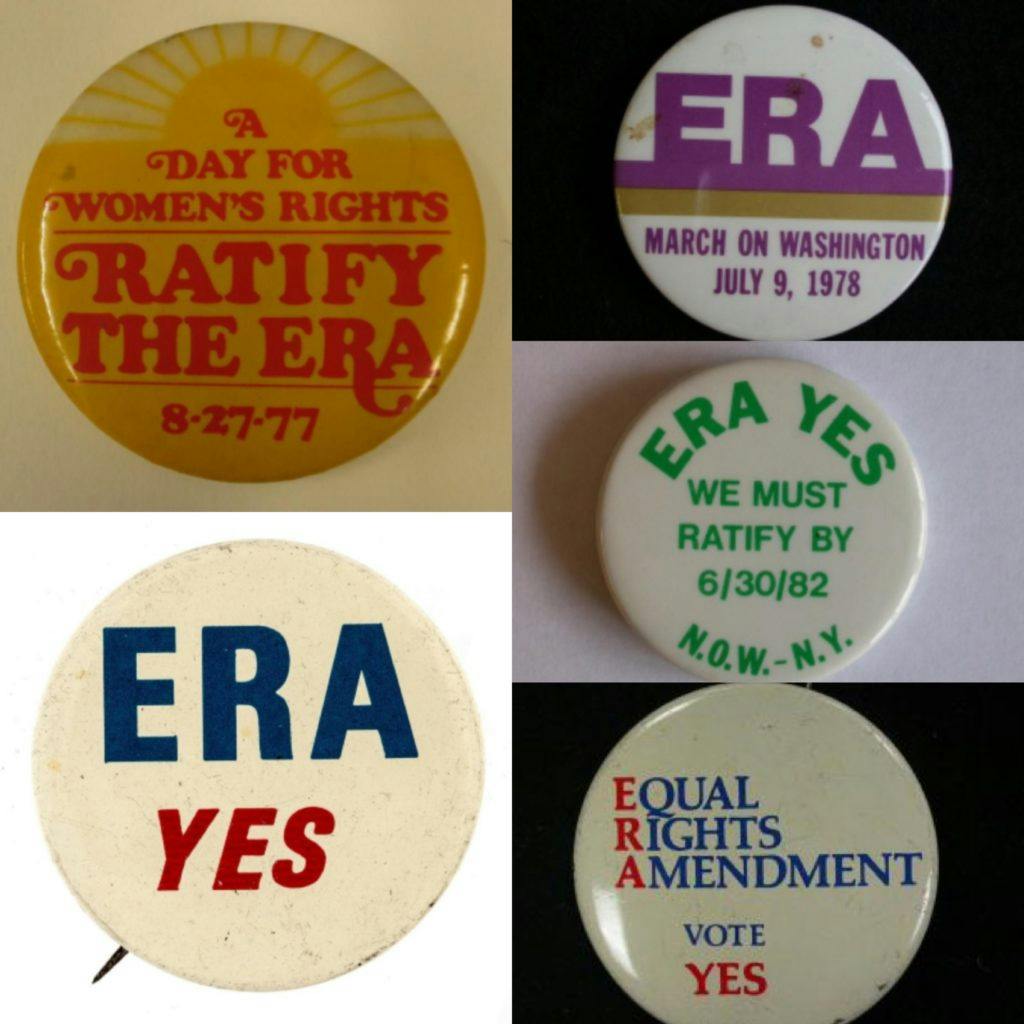 A
DAY FOR
WOMEN'S RIGHTS
RATIFY
THE ERA
8-27-77
ERA
MARCH ON WASHINGTON
JULY 9, 1978
ERA YES
WE MUST
RATIFY BY
6/30/82
N.O.W.-N.Y.
ERA
YES
EQUAL
RIGHTS
AMENDMENT
VOTE
YES